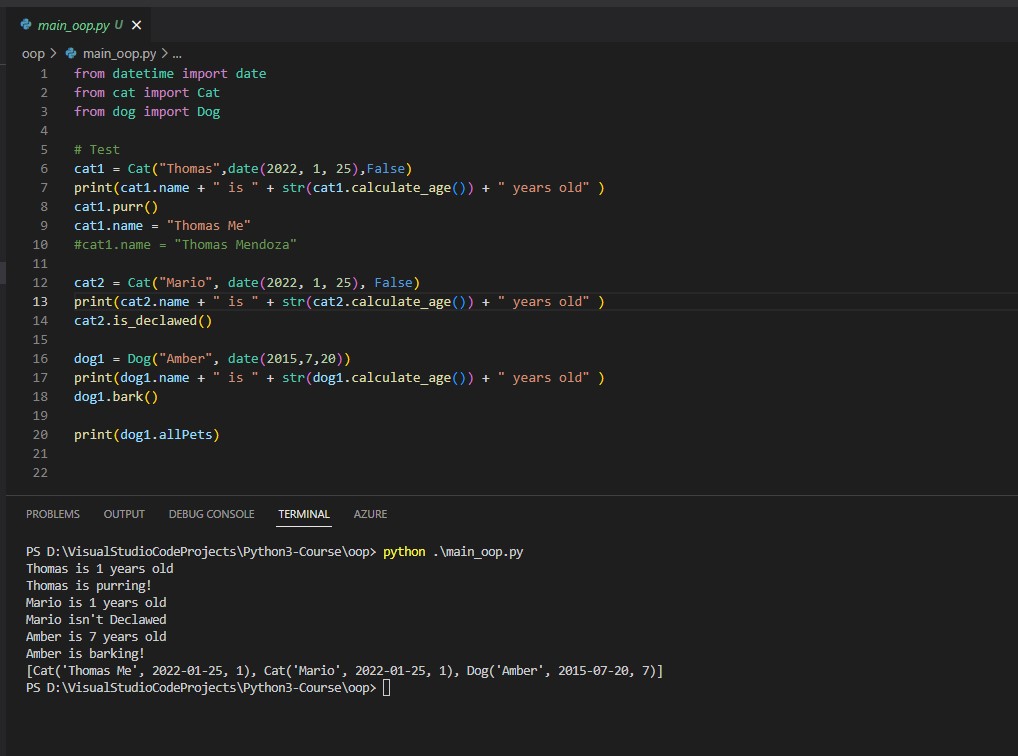 main_oop.py U
oop > main_oop.py > ...
1 from datetime import date
2 from cat import Cat
3 from dog import Dog
4
5 # Test
6 cat1 = Cat("Thomas",date(2022, 1, 25),False)
7 print(cat1.name + " is " + str(cat1.calculate_age()) + " years old" )
8 cat1.purr()
9 cat1.name = "Thomas Me"
10 #cat1.name = "Thomas Mendoza"
11
12 cat2 = Cat("Mario", date(2022, 1, 25), False)
13 print(cat2.name + " is " + str(cat2.calculate_age()) + " years old" )
14 cat2.is_declawed()
15
16 dog1 = Dog("Amber", date(2015,7,20))
17 print(dog1.name + " is " + str(dog1.calculate_age()) + " years old" )
18 dog1.bark()
19
20 print(dog1.allPets)
21
22
PROBLEMS OUTPUT DEBUG CONSOLE TERMINAL AZURE
PS D:\VisualStudioCodeProjects\Python3-Course\oop> python .\main_oop.py
Thomas is 1 years old
Thomas is purring!
Mario is 1 years old
Mario isn't Declawed
Amber is 7 years old
Amber is barking!
[Cat('Thomas Me', 2022-01-25, 1), Cat('Mario', 2022-01-25, 1), Dog('Amber', 2015-07-20, 7)]
PS D:\VisualStudioCodeProjects\Python3-Course\oop>